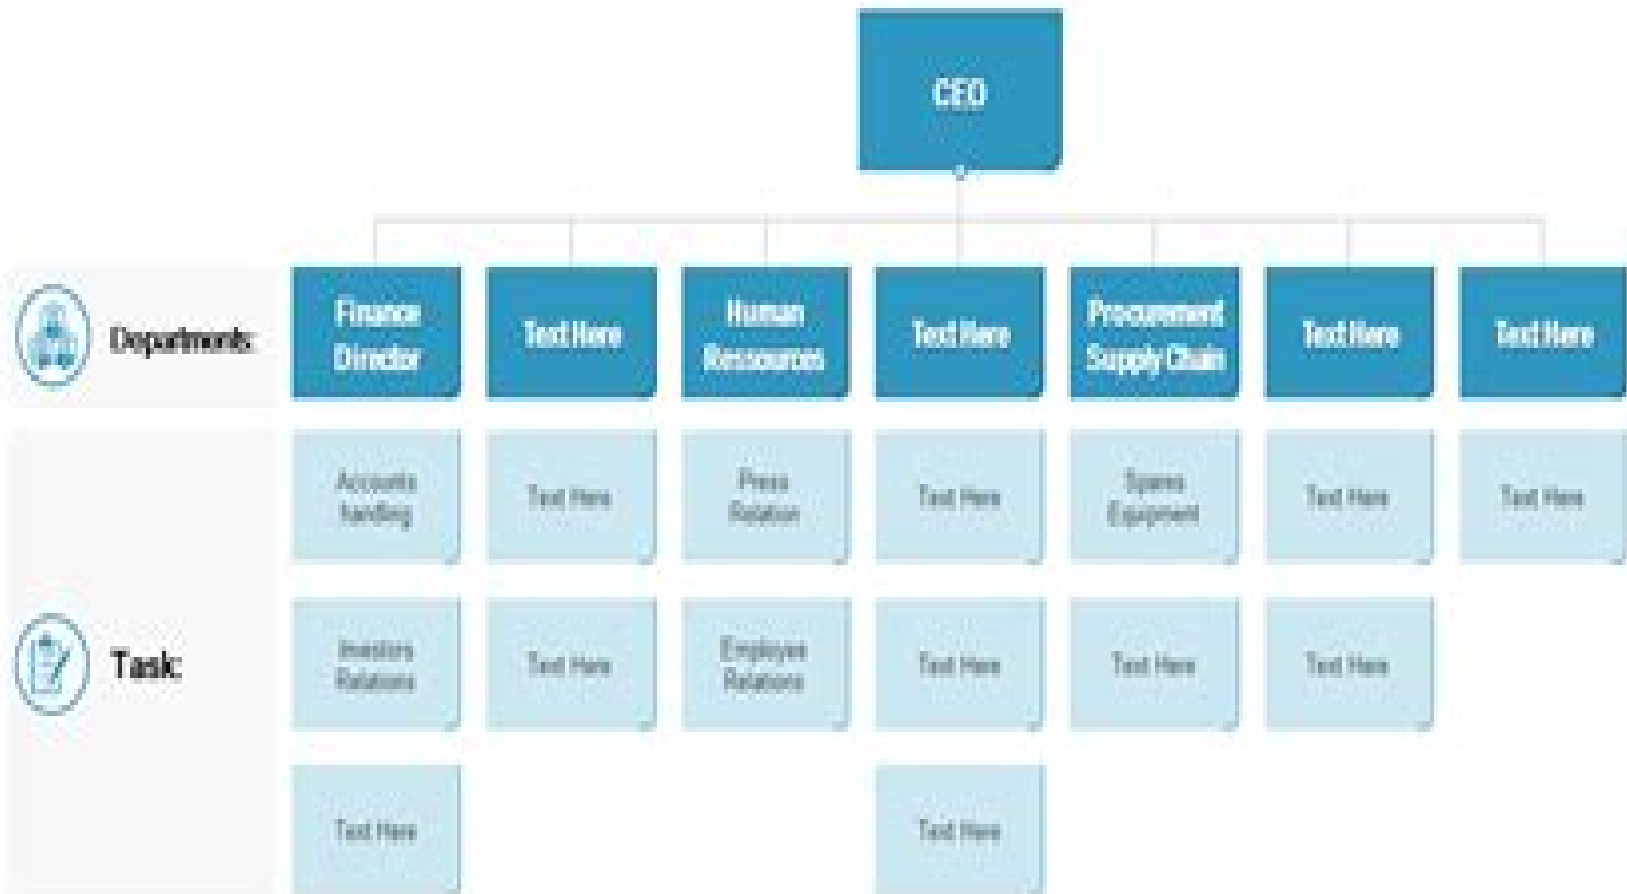 CEO
Departments:
Finance
Director
Text Here
Human
Ressources
Text Here
Procurement
Supply Chain
Text Here
Text Here
Task:
Accounts
handling
Text Here
Press
Relation
Text Here
Spares
Equipment
Text Here
Text Here
Investors
Relations
Text Here
Employee
Relations
Text Here
Text Here
Text Here
Text Here
Text Here